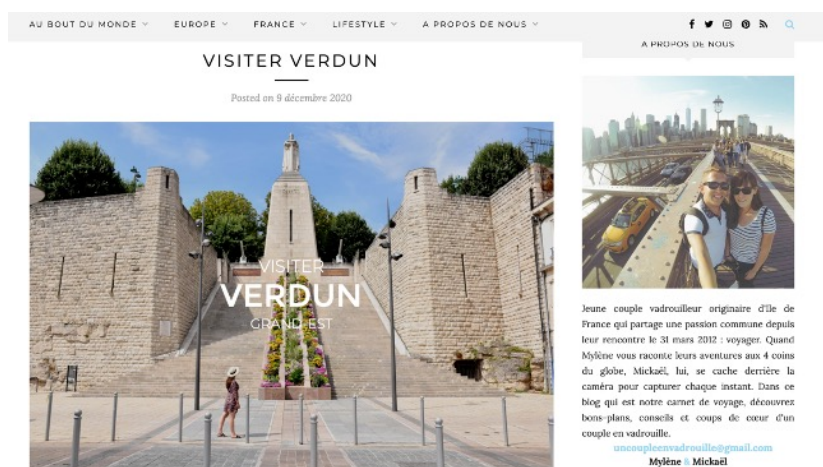 AU BOUT DU MONDE EUROPE FRANCE LIFESTYLE A PROPOS DE NOUS
VISITER VERDUN
Posted on 9 décembre 2020
VISITER
VERDUN
GRAND EST
A PROPOS DE NOUS
Jeune couple vadrouilleur originaire d'île de
France qui partage une passion commune depuis
leur rencontre le 31 mars 2012 : voyager. Quand
Mylène vous raconte leurs aventures aux 4 coins
du globe, Mickaël, lui, se cache derrière la
caméra pour capturer chaque instant. Dans ce
blog qui est notre carnet de voyage, découvrez
bons-plans, conseils et coups de cœur d'un
couple en vadrouille.
uncoupleenvadrouille@gmail.com
Mylène & Mickaël